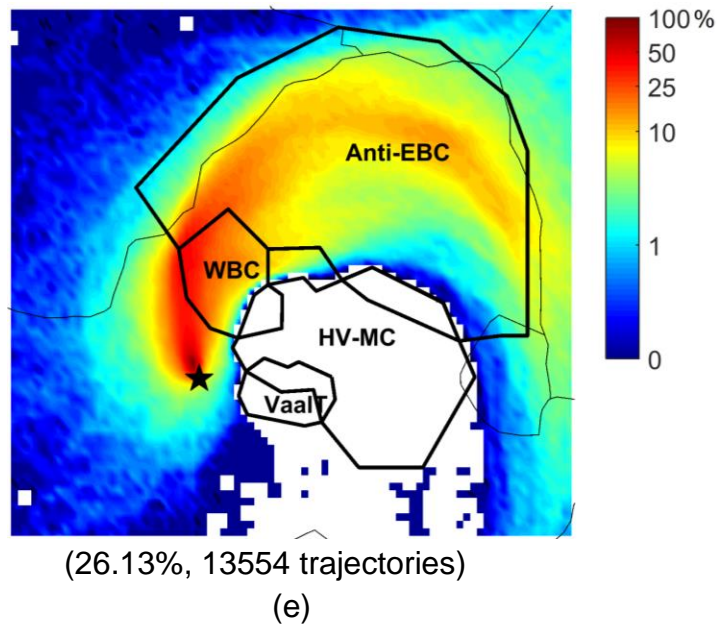 100 %
50
25
10
1
0
Anti-EBC
WBC
HV-MC
VaalT
(26.13%, 13554 trajectories)
(e)